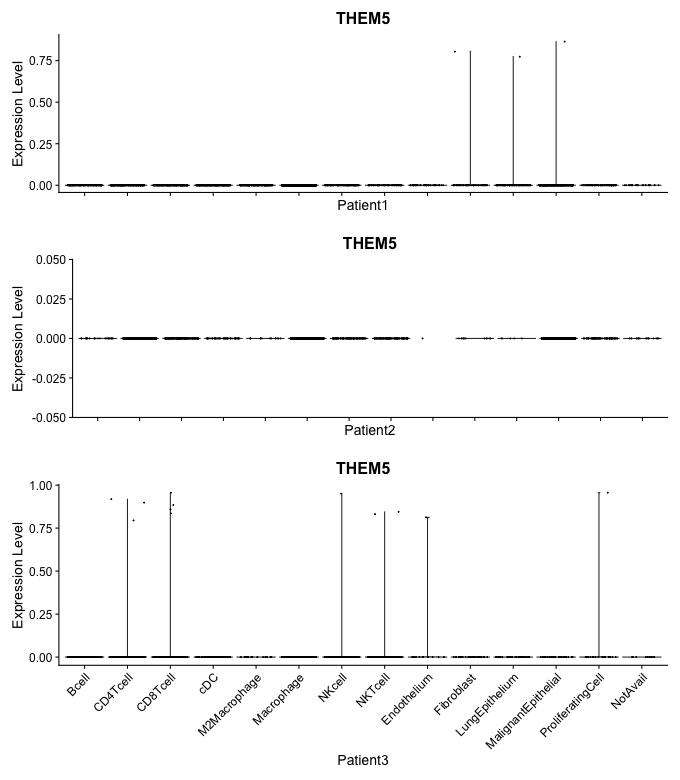 THEM5
Expression Level
0.75
0.50
0.25
0.00
Patient1
THEM5
Expression Level
0.050
0.025
0.000
-0.025
-0.050
Patient2
THEM5
Expression Level
1.00
0.75
0.50
0.25
0.00
Bcell
CD4Tcell
CD8Tcell
cDC
M2Macrophage
Macrophage
NKcell
NKTcell
Endothelium
Fibroblast
LungEpithelium
MalignantEpithelial
ProliferatingCell
NotAvail
Patient3